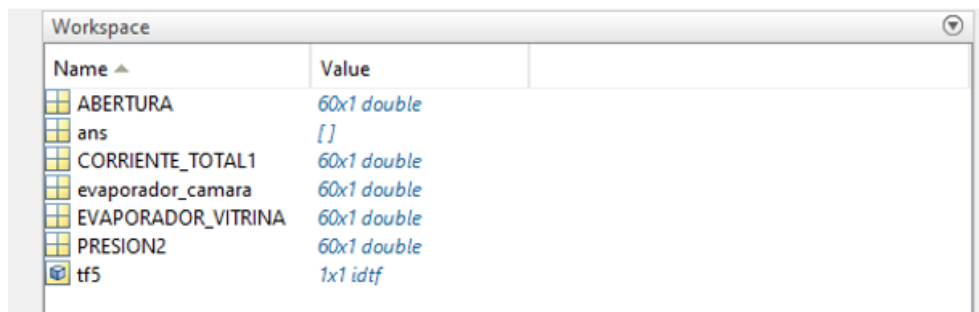 Workspace
Name Value
ABERTURA 60x1 double
ans []
CORRIENTE_TOTAL1 60x1 double
evaporador_camara 60x1 double
EVAPORADOR_VITRINA 60x1 double
PRESION2 60x1 double
tf5 1x1 idtf